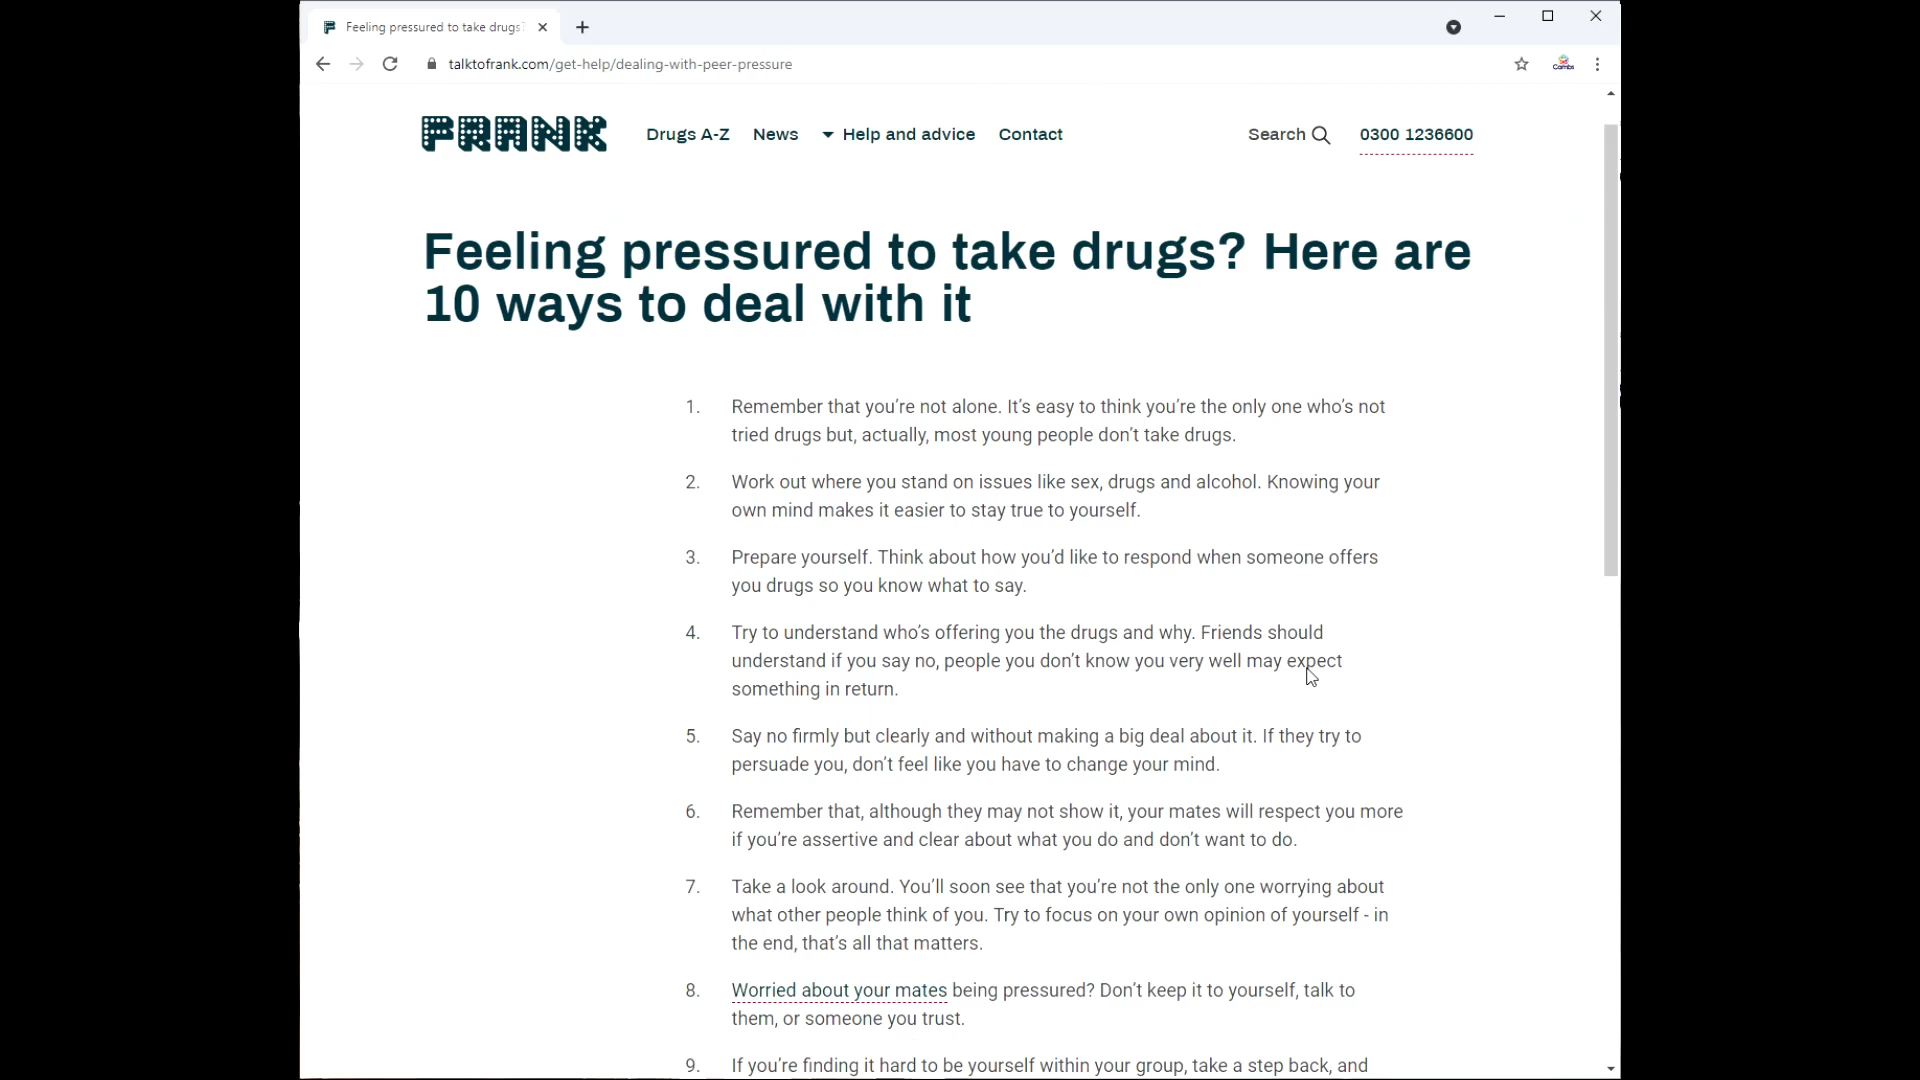 Feeling pressured to take drugs?
talktofrank.com/get-help/dealing-with-peer-pressure
Cambs
FRANK Drugs A-Z News Help and advice Contact Search 0300 1236600
Feeling pressured to take drugs? Here are
10 ways to deal with it
1. Remember that you’re not alone. It’s easy to think you’re the only one who’s not
tried drugs but, actually, most young people don’t take drugs.
2. Work out where you stand on issues like sex, drugs and alcohol. Knowing your
own mind makes it easier to stay true to yourself.
3. Prepare yourself. Think about how you’d like to respond when someone offers
you drugs so you know what to say.
4. Try to understand who’s offering you the drugs and why. Friends should
understand if you say no, people you don’t know you very well may expect
something in return.
5. Say no firmly but clearly and without making a big deal about it. If they try to
persuade you, don’t feel like you have to change your mind.
6. Remember that, although they may not show it, your mates will respect you more
if you’re assertive and clear about what you do and don’t want to do.
7. Take a look around. You’ll soon see that you’re not the only one worrying about
what other people think of you. Try to focus on your own opinion of yourself - in
the end, that’s all that matters.
8. Worried about your mates being pressured? Don’t keep it to yourself, talk to
them, or someone you trust.
9. If you’re finding it hard to be yourself within your group, take a step back, and